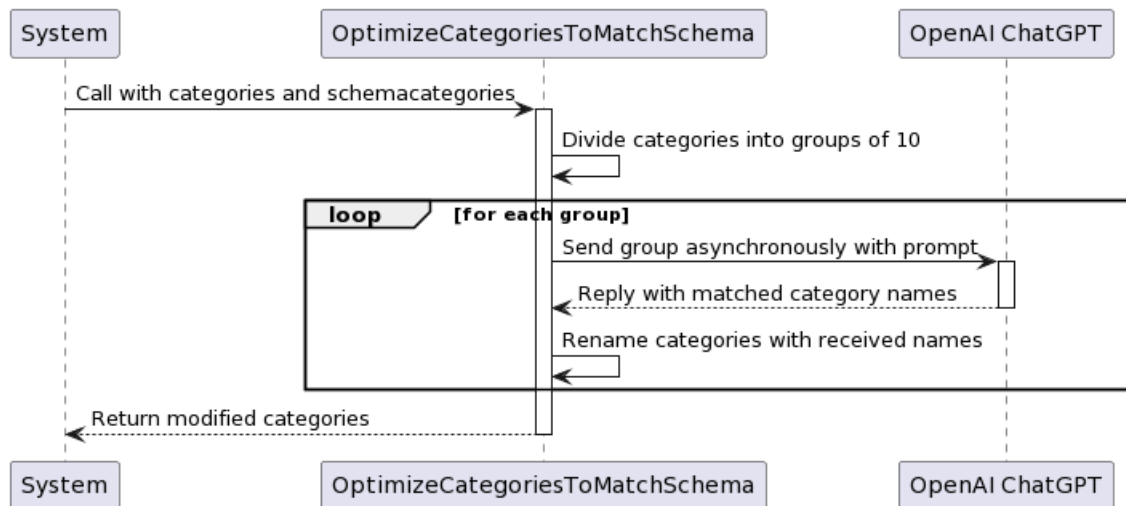 System OptimizeCategoriesToMatchSchema OpenAI ChatGPT
Call with categories and schemacategories
Divide categories into groups of 10
loop [for each group]
Send group asynchronously with prompt
Reply with matched category names
Rename categories with received names
Return modified categories
System OptimizeCategoriesToMatchSchema OpenAI ChatGPT